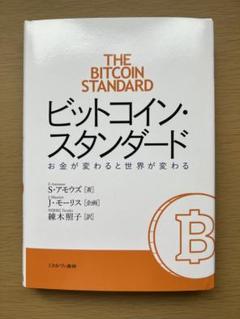 THE
BITCOIN
STANDARD
ビットコイン・
スタンダード
お金が変わると世界が変わる
S・アモウズ［著］
J・モーリス［企画］
練木照子［訳］
ミネルヴァ書房